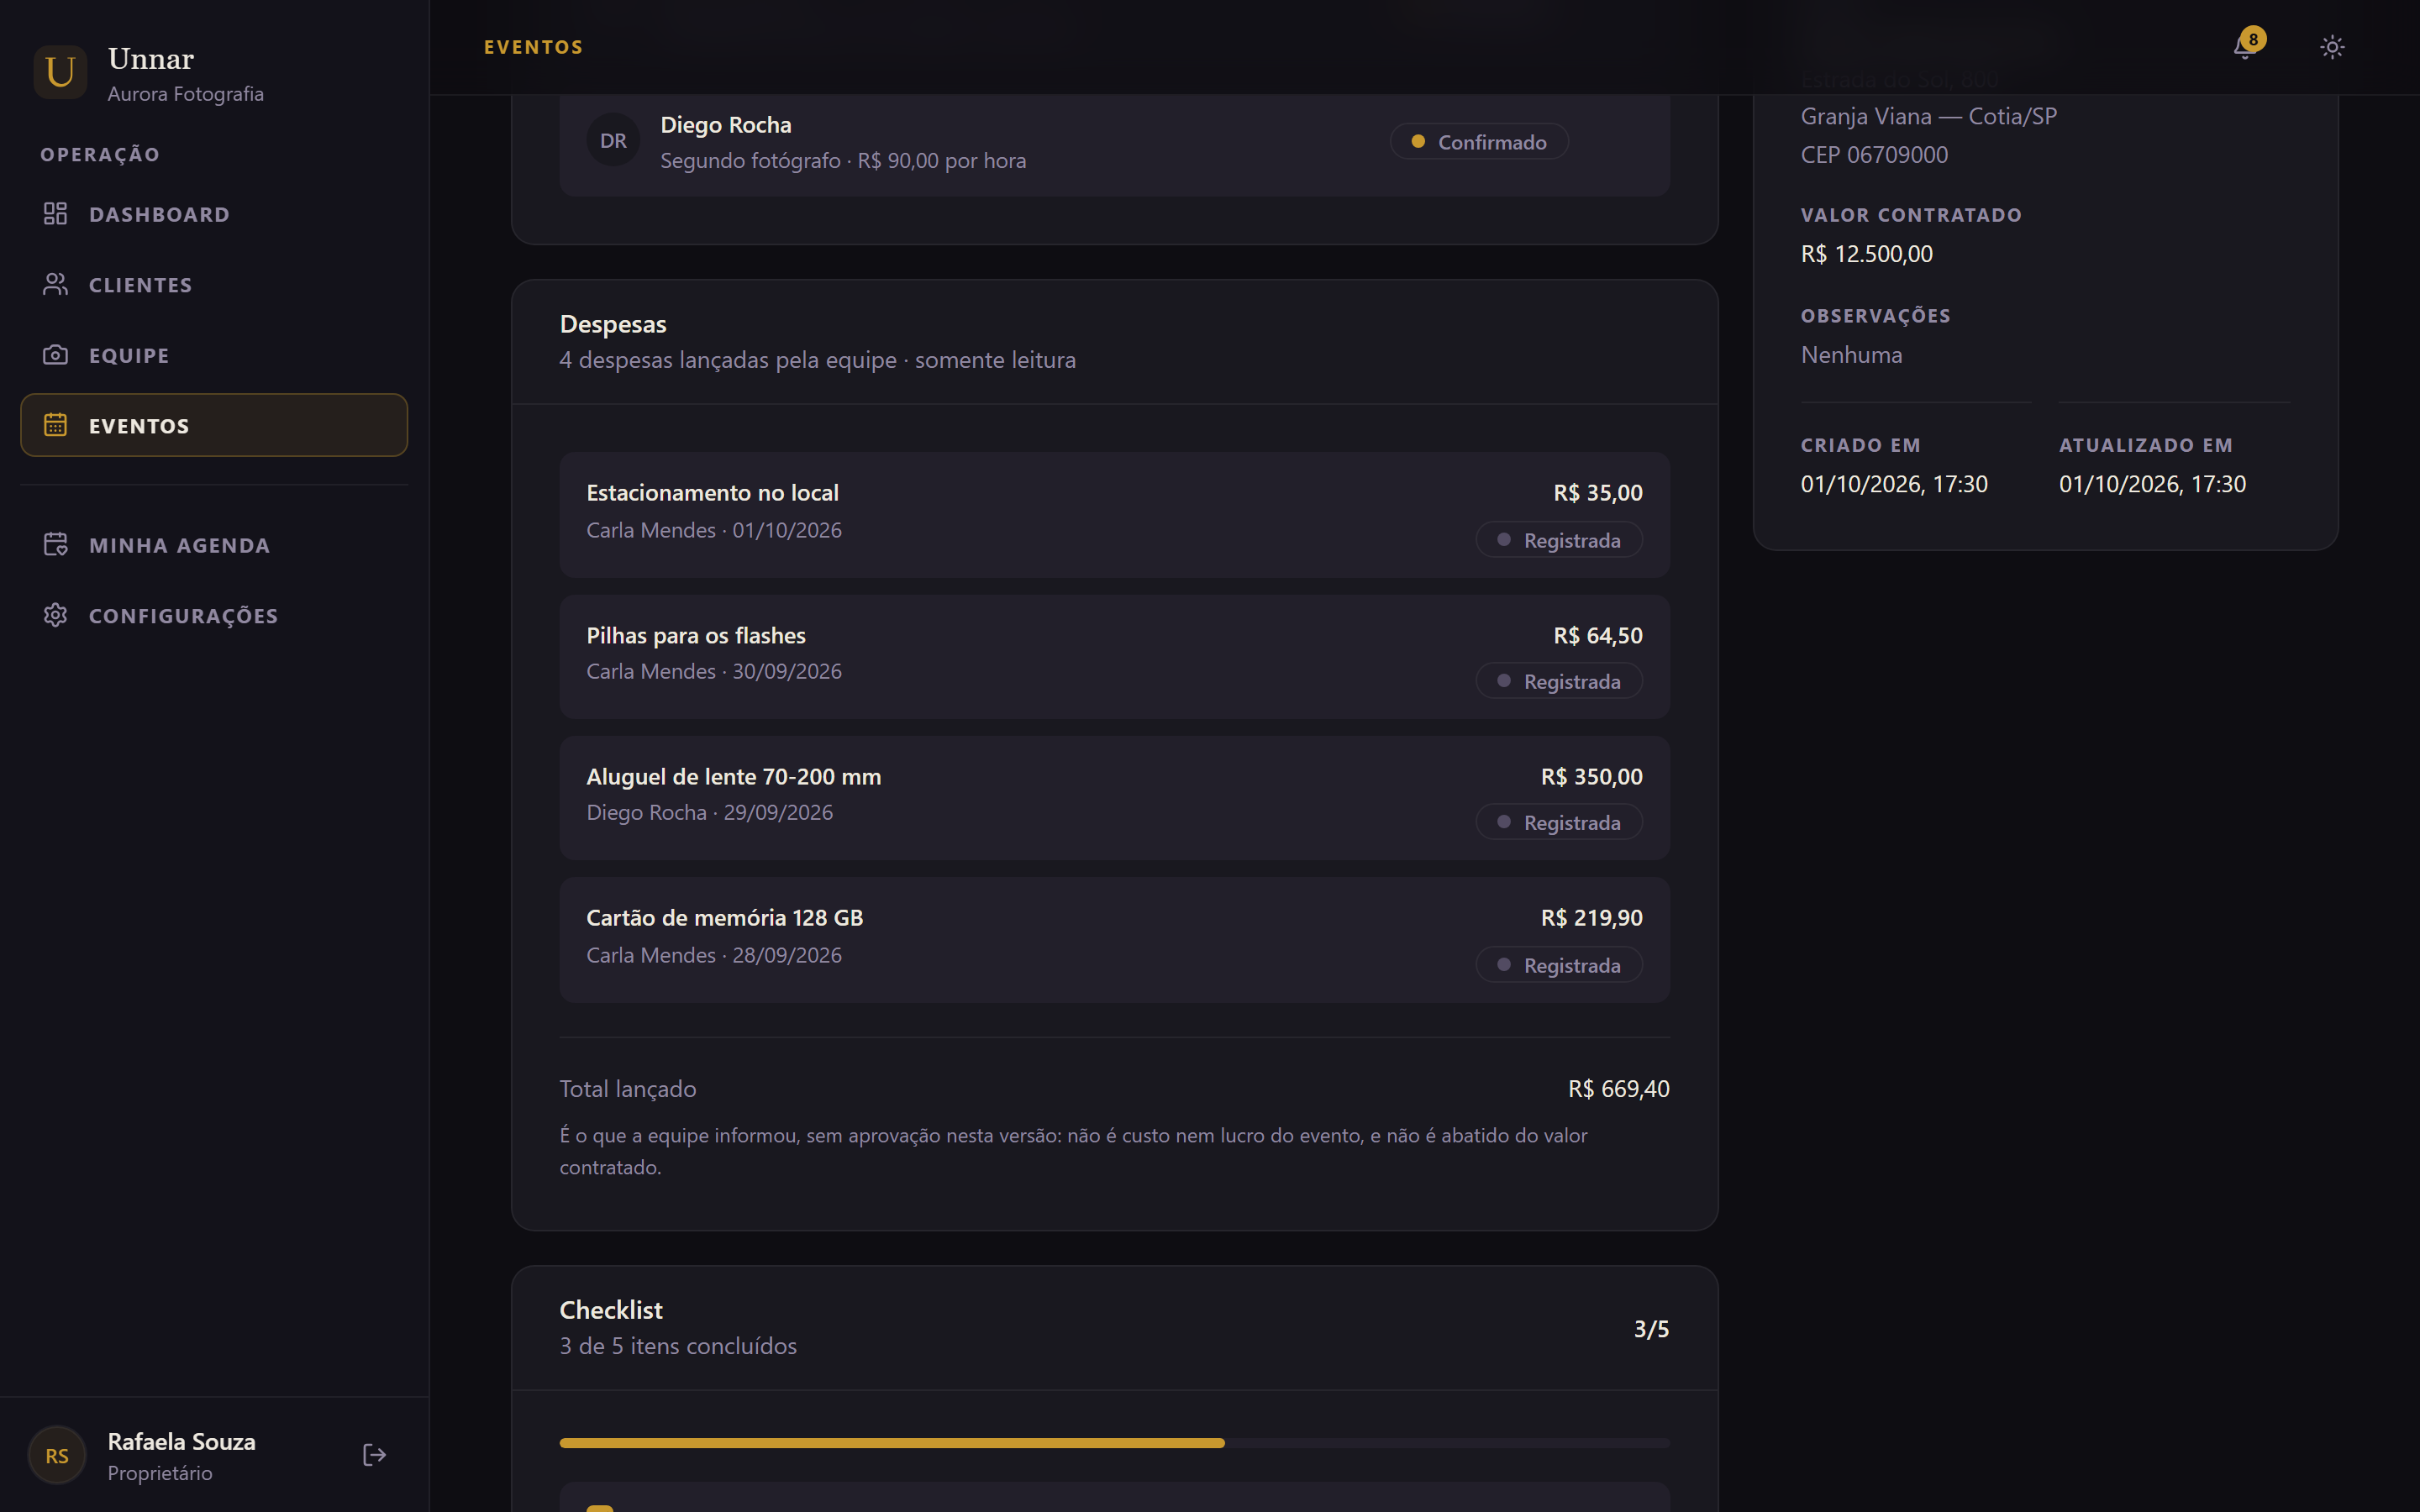 U
Unnar
Aurora Fotografia
OPERAÇÃO
DASHBOARD
CLIENTES
EQUIPE
EVENTOS
MINHA AGENDA
CONFIGURAÇÕES
RS
Rafaela Souza
Proprietário
EVENTOS
8
DR
Diego Rocha
Segundo fotógrafo · R$ 90,00 por hora
Confirmado
Despesas
4 despesas lançadas pela equipe · somente leitura
Estacionamento no local
R$ 35,00
Carla Mendes · 01/10/2026
Registrada
Pilhas para os flashes
R$ 64,50
Carla Mendes · 30/09/2026
Registrada
Aluguel de lente 70-200 mm
R$ 350,00
Diego Rocha · 29/09/2026
Registrada
Cartão de memória 128 GB
R$ 219,90
Carla Mendes · 28/09/2026
Registrada
Total lançado
R$ 669,40
É o que a equipe informou, sem aprovação nesta versão: não é custo nem lucro do evento, e não é abatido do valor
contratado.
Checklist
3 de 5 itens concluídos
3/5
Estrada do Sol, 800
Granja Viana — Cotia/SP
CEP 06709000
VALOR CONTRATADO
R$ 12.500,00
OBSERVAÇÕES
Nenhuma
CRIADO EM
01/10/2026, 17:30
ATUALIZADO EM
01/10/2026, 17:30